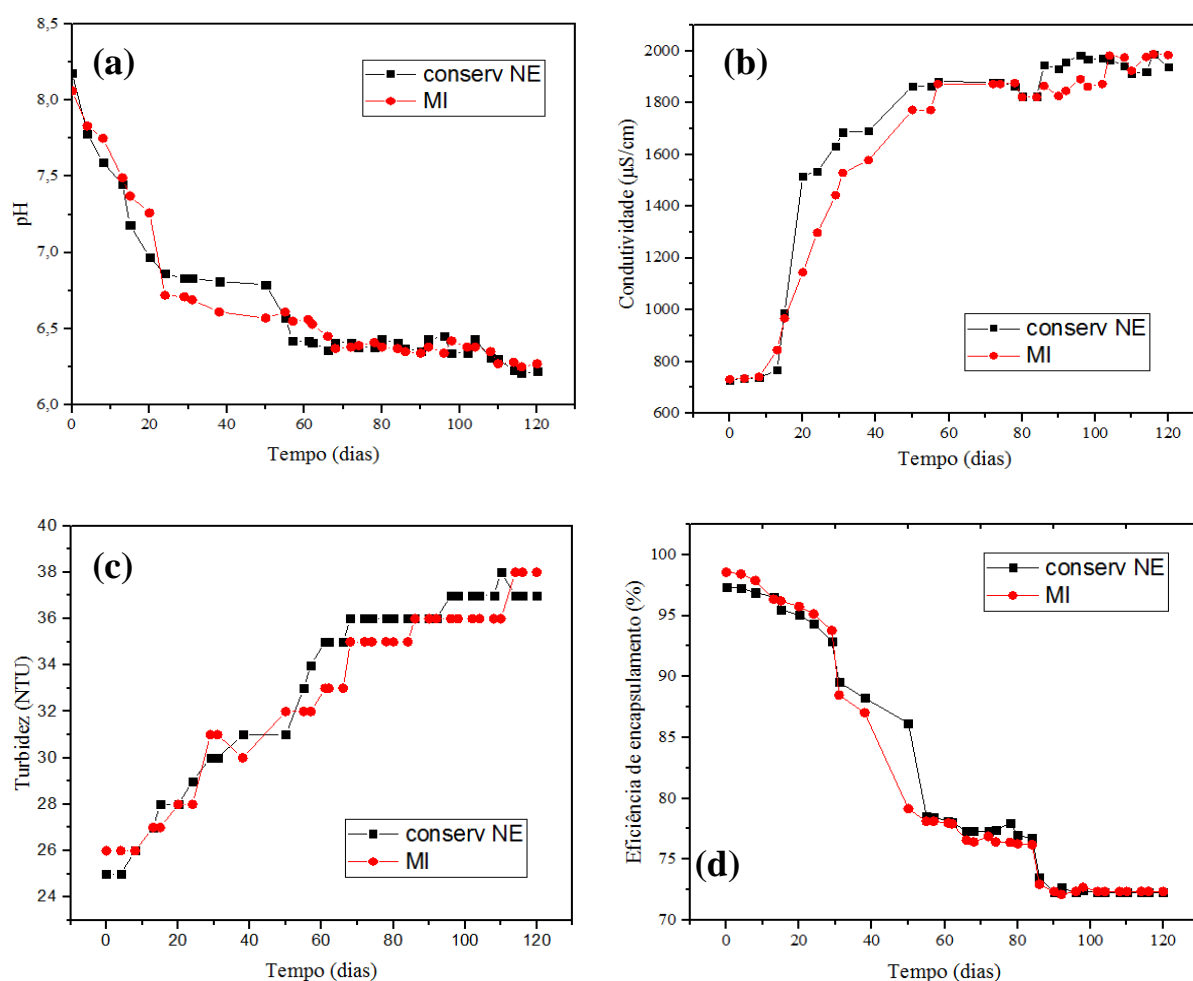 (a)
conserv NE
MI
pH
8,5
8,0
7,5
7,0
6,5
6,0
0 20 40 60 80 100 120
Tempo (dias)
(b)
conserv NE
MI
Condutividade (µS/cm)
2000
1800
1600
1400
1200
1000
800
600
0 20 40 60 80 100 120
Tempo (dias)
(c)
conserv NE
MI
Turbidez (NTU)
40
38
36
34
32
30
28
26
24
0 20 40 60 80 100 120
Tempo (dias)
(d)
conserv NE
MI
Eficiência de encapsulamento (%)
100
95
90
85
80
75
70
0 20 40 60 80 100 120
Tempo (dias)